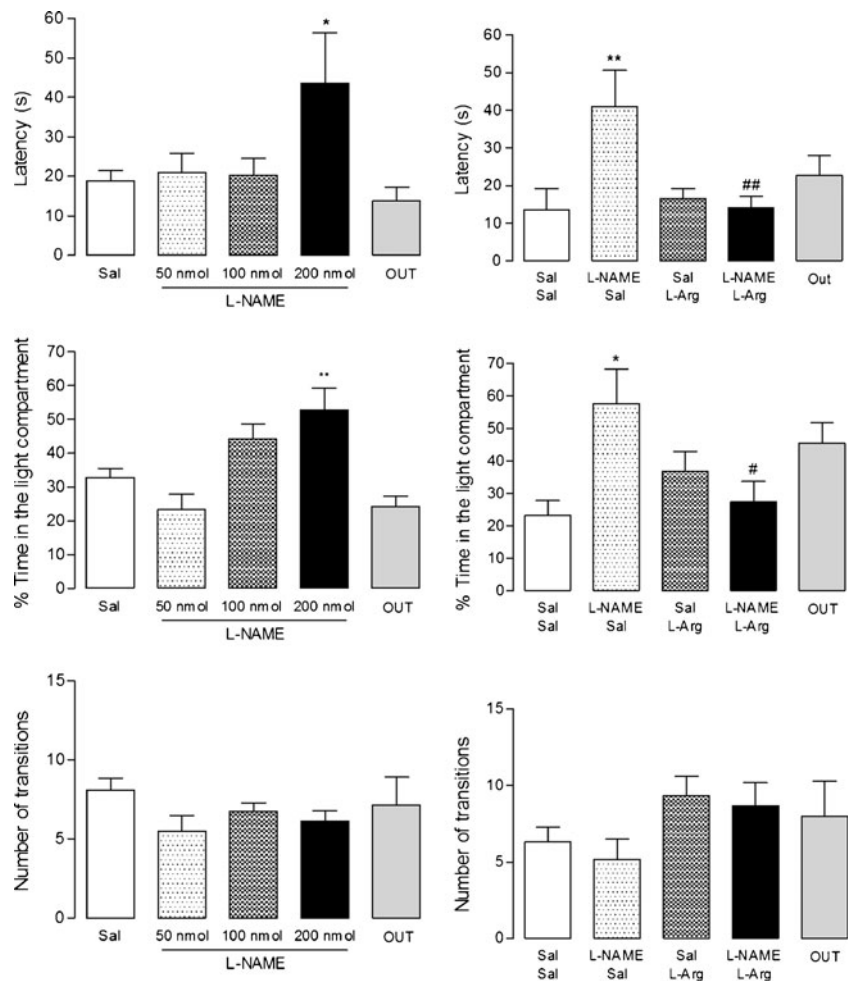 Latency (s)
60
50
40
30
20
10
0
*
Sal
50 nmol
100 nmol
200 nmol
OUT
L-NAME
Latency (s)
60
50
40
30
20
10
0
**
##
Sal
Sal
L-NAME
Sal
Sal
L-Arg
L-NAME
L-Arg
Out
% Time in the light compartment
70
60
50
40
30
20
10
0
**
Sal
50 nmol
100 nmol
200 nmol
OUT
L-NAME
% Time in the light compartment
70
60
50
40
30
20
10
0
*
#
Sal
Sal
L-NAME
Sal
Sal
L-Arg
L-NAME
L-Arg
OUT
Number of transitions
15
10
5
0
Sal
50 nmol
100 nmol
200 nmol
OUT
L-NAME
Number of transitions
15
10
5
0
Sal
Sal
L-NAME
Sal
Sal
L-Arg
L-NAME
L-Arg
OUT